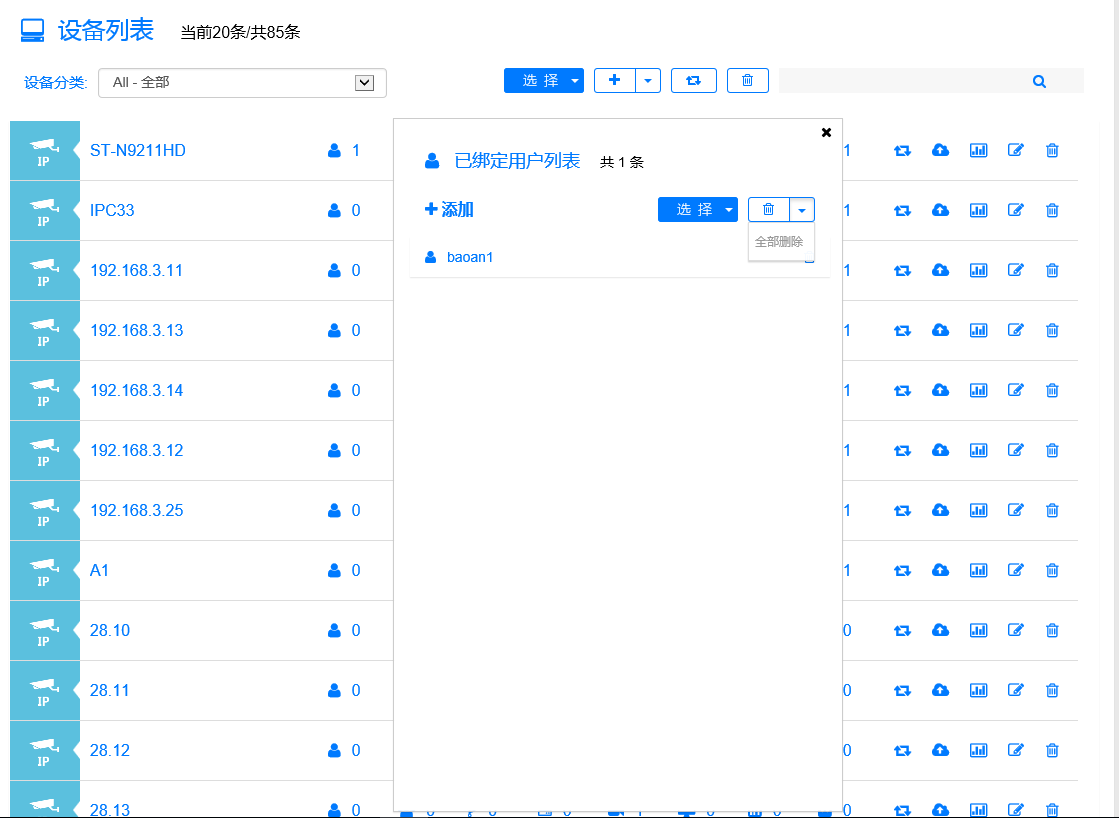 设备列表 当前20条/共85条
设备分类: All - 全部 选 择
IP ST-N9211HD 1 1
IP IPC33 0 1
IP 192.168.3.11 0 1
IP 192.168.3.13 0 1
IP 192.168.3.14 0 1
IP 192.168.3.12 0 1
IP 192.168.3.25 0 1
IP A1 0 1
IP 28.10 0 0
IP 28.11 0 0
IP 28.12 0 0
28.13 0 0
已绑定用户列表 共 1 条
添加 选 择
全部删除
baoan1